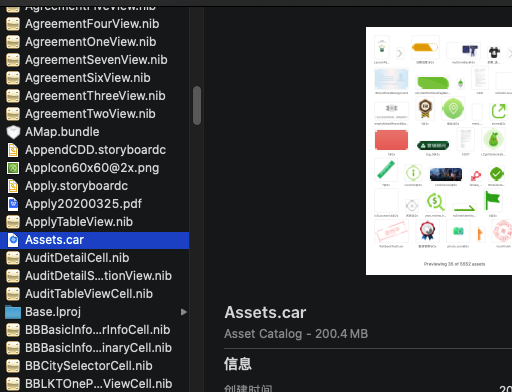 AgreementFiveView.nib
AgreementFourView.nib
AgreementOneView.nib
AgreementSevenView.nib
AgreementSixView.nib
AgreementThreeView.nib
AgreementTwoView.nib
AMap.bundle
AppendCDD.storyboardc
AppIcon60x60@2x.png
Apply.storyboardc
Apply20200325.pdf
ApplyTableView.nib
Assets.car
AuditDetailCell.nib
AuditDetailS...tionView.nib
AuditTableViewCell.nib
Base.lproj
BBBasicInfo...rInfoCell.nib
BBBasicInfo...inaryCell.nib
BBCitySelectorCell.nib
BBLKTOneP...ViewCell.nib
Previewing 36 of 5552 assets
Assets.car
Asset Catalog - 200.4 MB
信息
创建时间
20